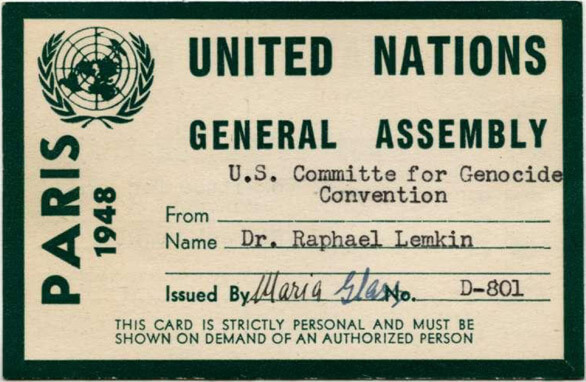 UNITED NATIONS
GENERAL ASSEMBLY
PARIS
1948
U.S. Committe for Genocide
Convention
From
Name Dr. Raphael Lemkin
Issued By Maria No. D-801
THIS CARD IS STRICTLY PERSONAL AND MUST BE
SHOWN ON DEMAND OF AN AUTHORIZED PERSON